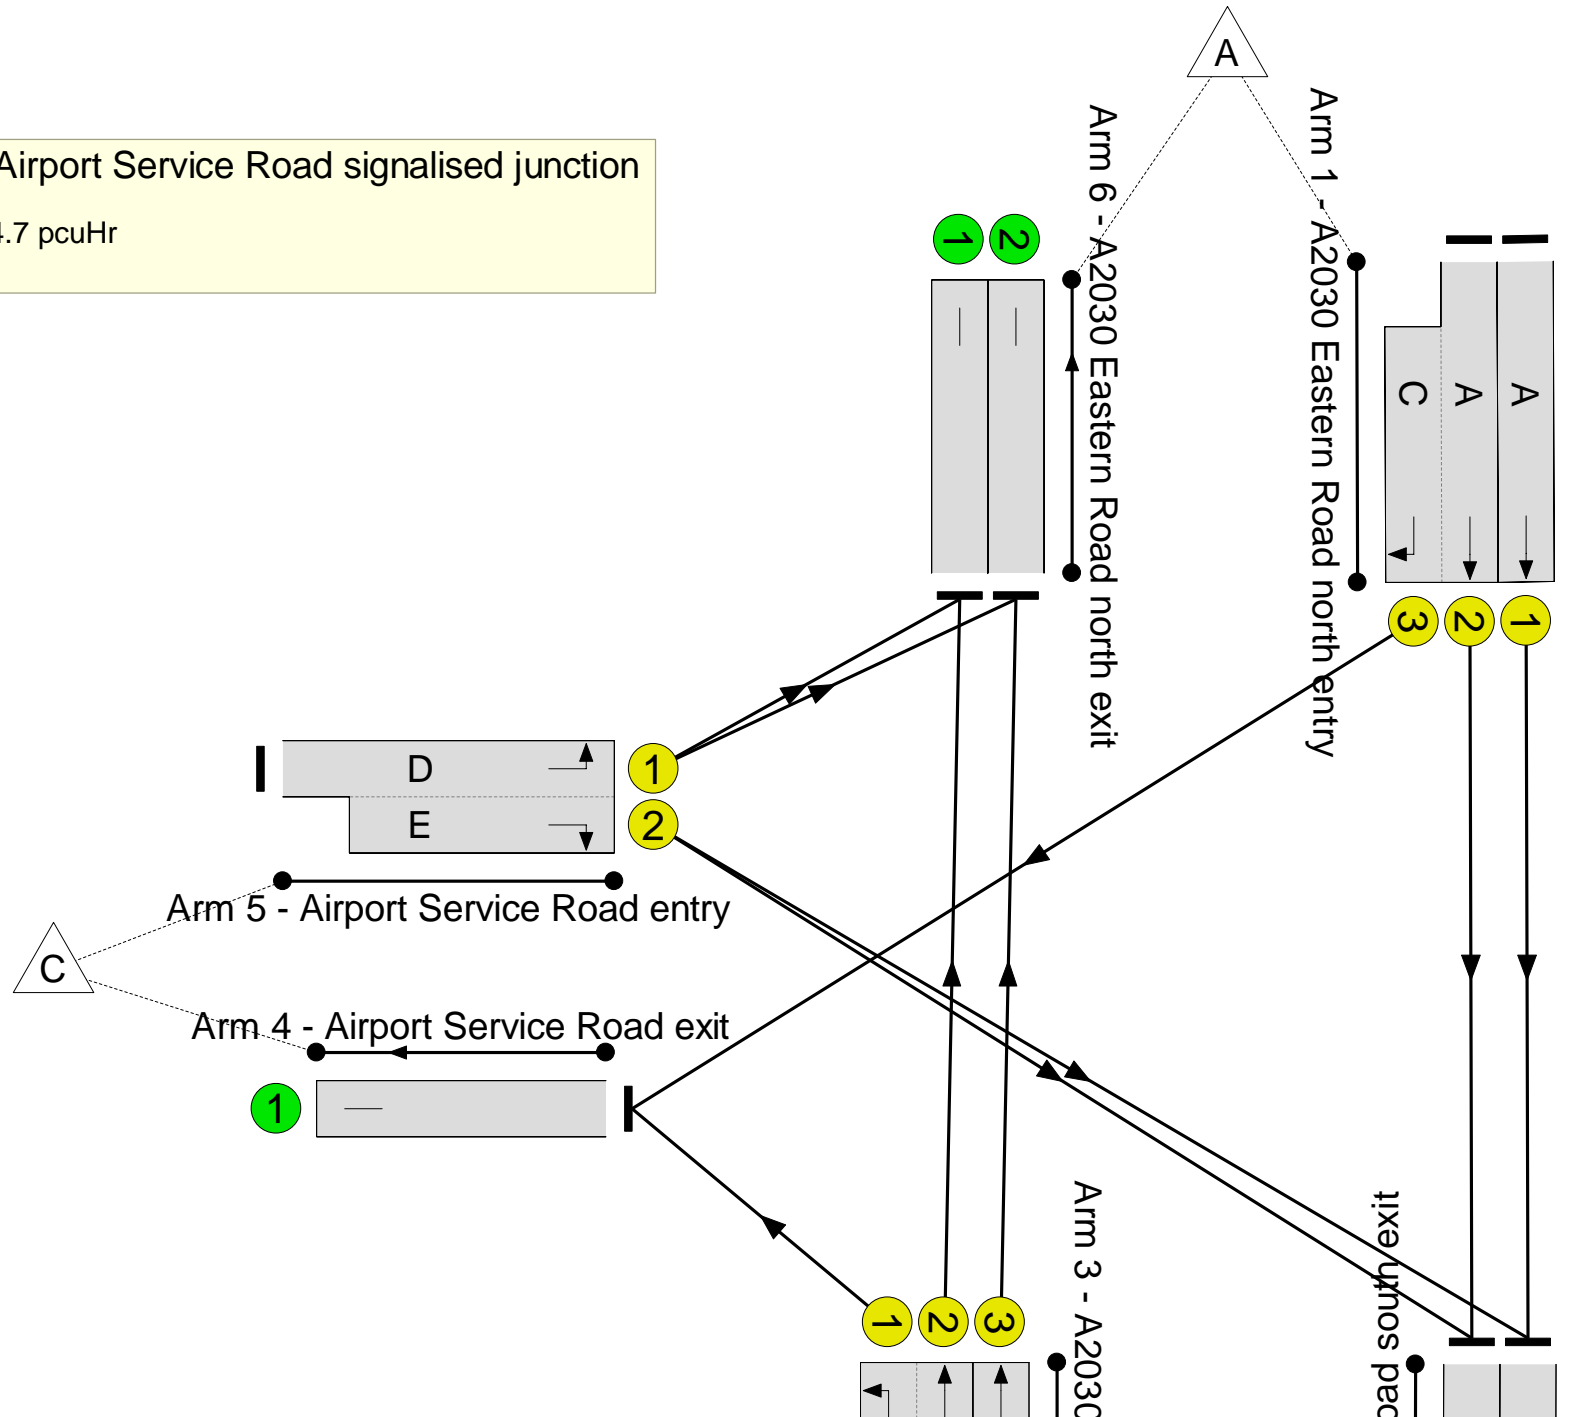 A
Airport Service Road signalised junction
4.7 pcuHr
Arm 6 - A2030 Eastern Road north exit
Arm 1 - A2030 Eastern Road north entry
1
2
C
A
A
3
2
1
D
E
1
2
Arm 5 - Airport Service Road entry
C
Arm 4 - Airport Service Road exit
1
1
2
3
Arm 3 - A2030
south exit